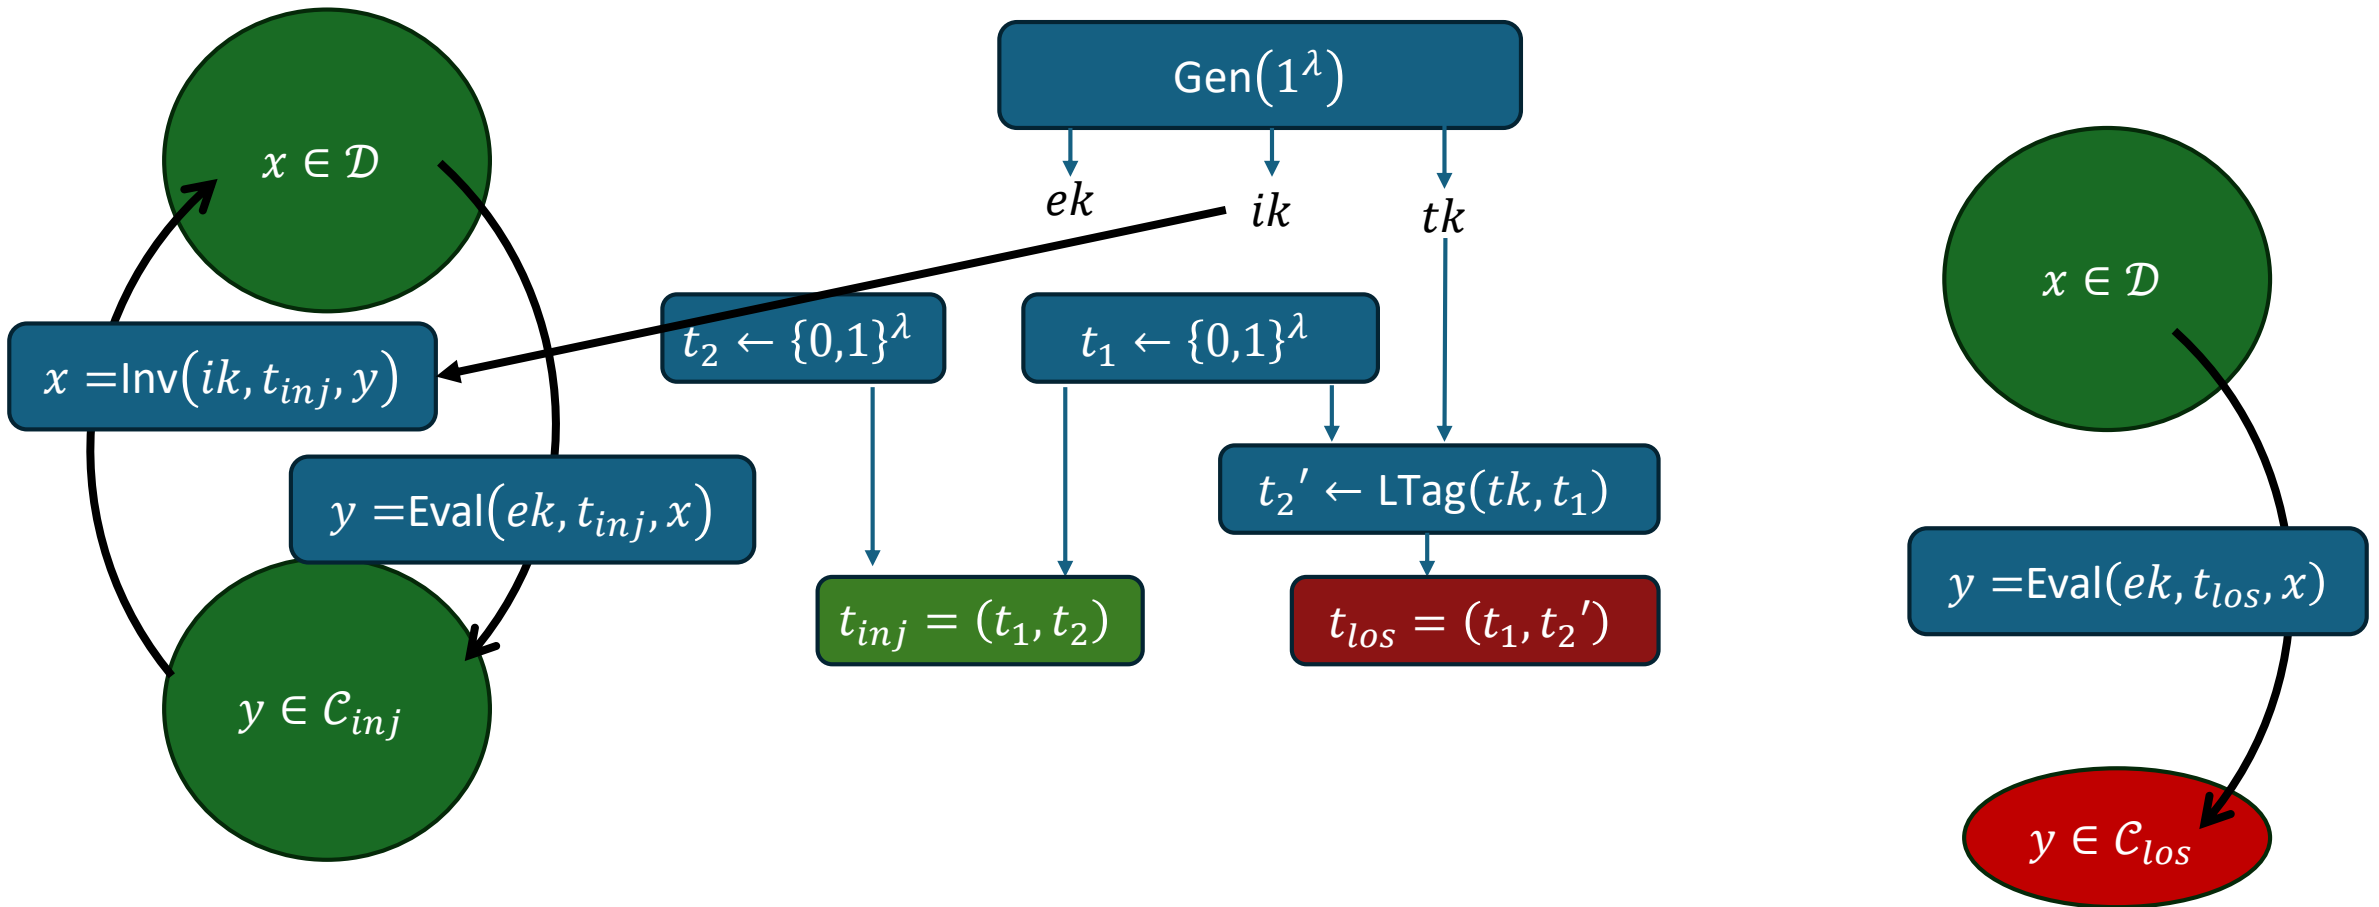 Gen(1^λ)
x ∈ 𝒟
ek
ik
tk
x ∈ 𝒟
t₂ ← {0,1}^λ
t₁ ← {0,1}^λ
x =Inv(ik, t_inj, y)
y =Eval(ek, t_inj, x)
t₂′ ← LTag(tk, t₁)
y =Eval(ek, t_los, x)
t_inj = (t₁, t₂)
t_los = (t₁, t₂′)
y ∈ 𝒞_inj
y ∈ 𝒞_los